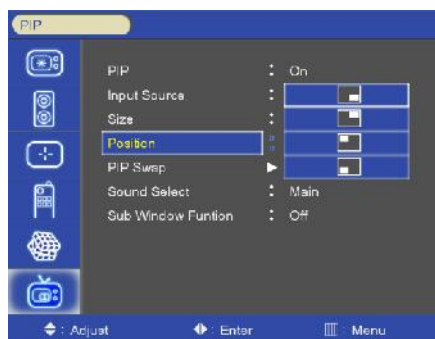 PIP
PIP : On
Input Source :
Size :
Position :
PIP Swap
Sound Select : Main
Sub Window Funtion : Off
: Adjust : Enter : Menu